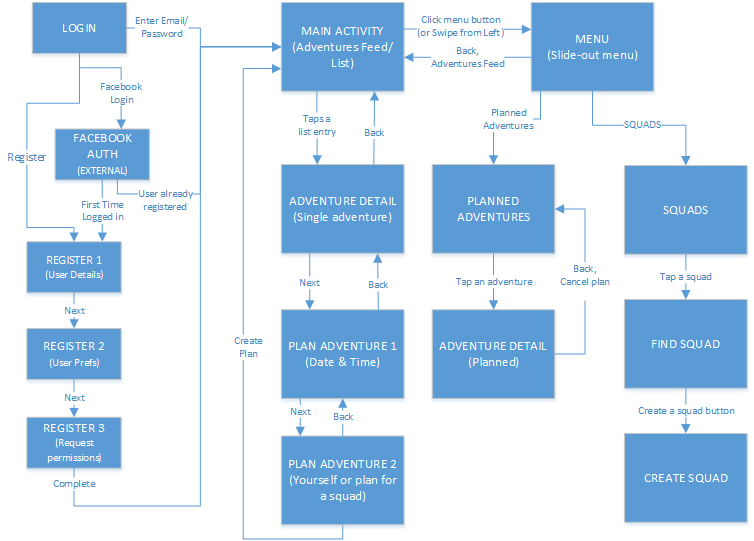 LOGIN
Enter Email/
Password
MAIN ACTIVITY
(Adventures Feed/
List)
Click menu button
(or Swipe from Left)
Back,
Adventures Feed
MENU
(Slide-out menu)
Facebook
Login
Register
FACEBOOK
AUTH
(EXTERNAL)
Taps a
list entry
Back
Planned
Adventures
SQUADS
User already
registered
First Time
Logged in
ADVENTURE DETAIL
(Single adventure)
PLANNED
ADVENTURES
SQUADS
REGISTER 1
(User Details)
Next
Back
Tap an adventure
Back,
Cancel plan
Tap a squad
Next
REGISTER 2
(User Prefs)
Create
Plan
PLAN ADVENTURE 1
(Date & Time)
ADVENTURE DETAIL
(Planned)
FIND SQUAD
Next
Next
Back
Create a squad button
REGISTER 3
(Request
permissions)
Complete
PLAN ADVENTURE 2
(Yourself or plan for
a squad)
CREATE SQUAD